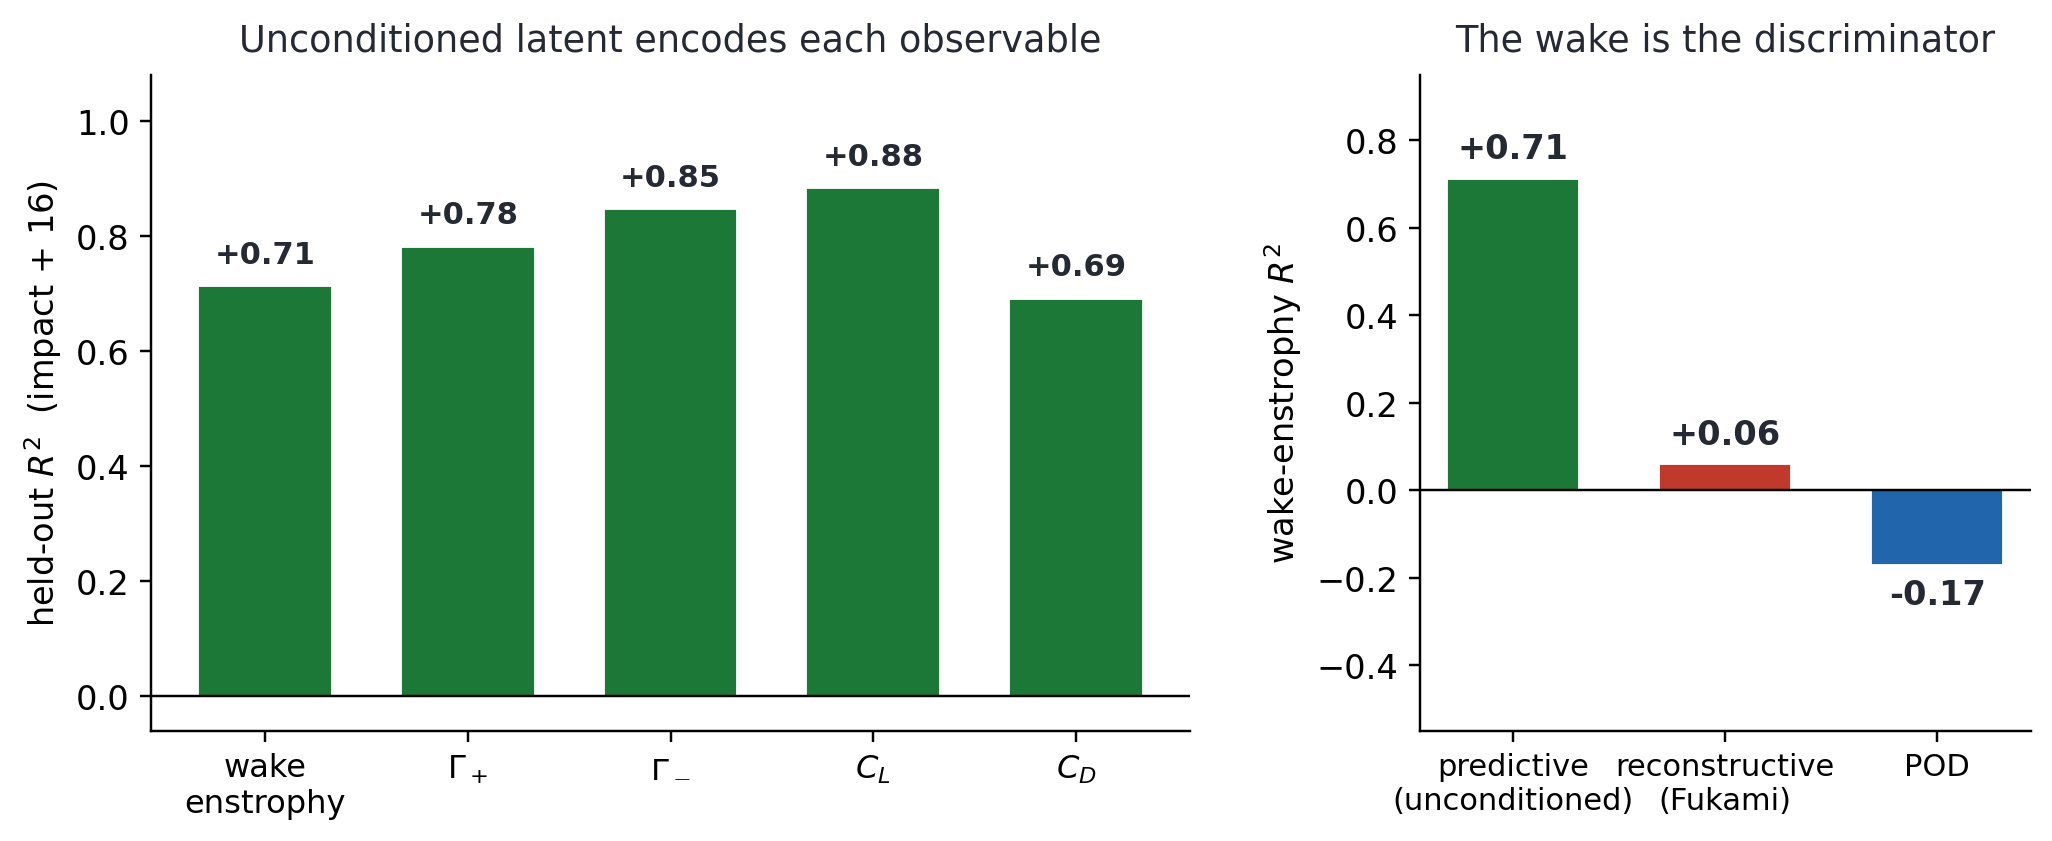 Unconditioned latent encodes each observable
held-out R² (impact + 16)
1.0
0.8
0.6
0.4
0.2
0.0
+0.71
+0.78
+0.85
+0.88
+0.69
wake
enstrophy
Γ₊
Γ₋
C_L
C_D
The wake is the discriminator
wake-enstrophy R²
0.8
0.6
0.4
0.2
0.0
−0.2
−0.4
+0.71
+0.06
-0.17
predictive
(unconditioned)
reconstructive
(Fukami)
POD